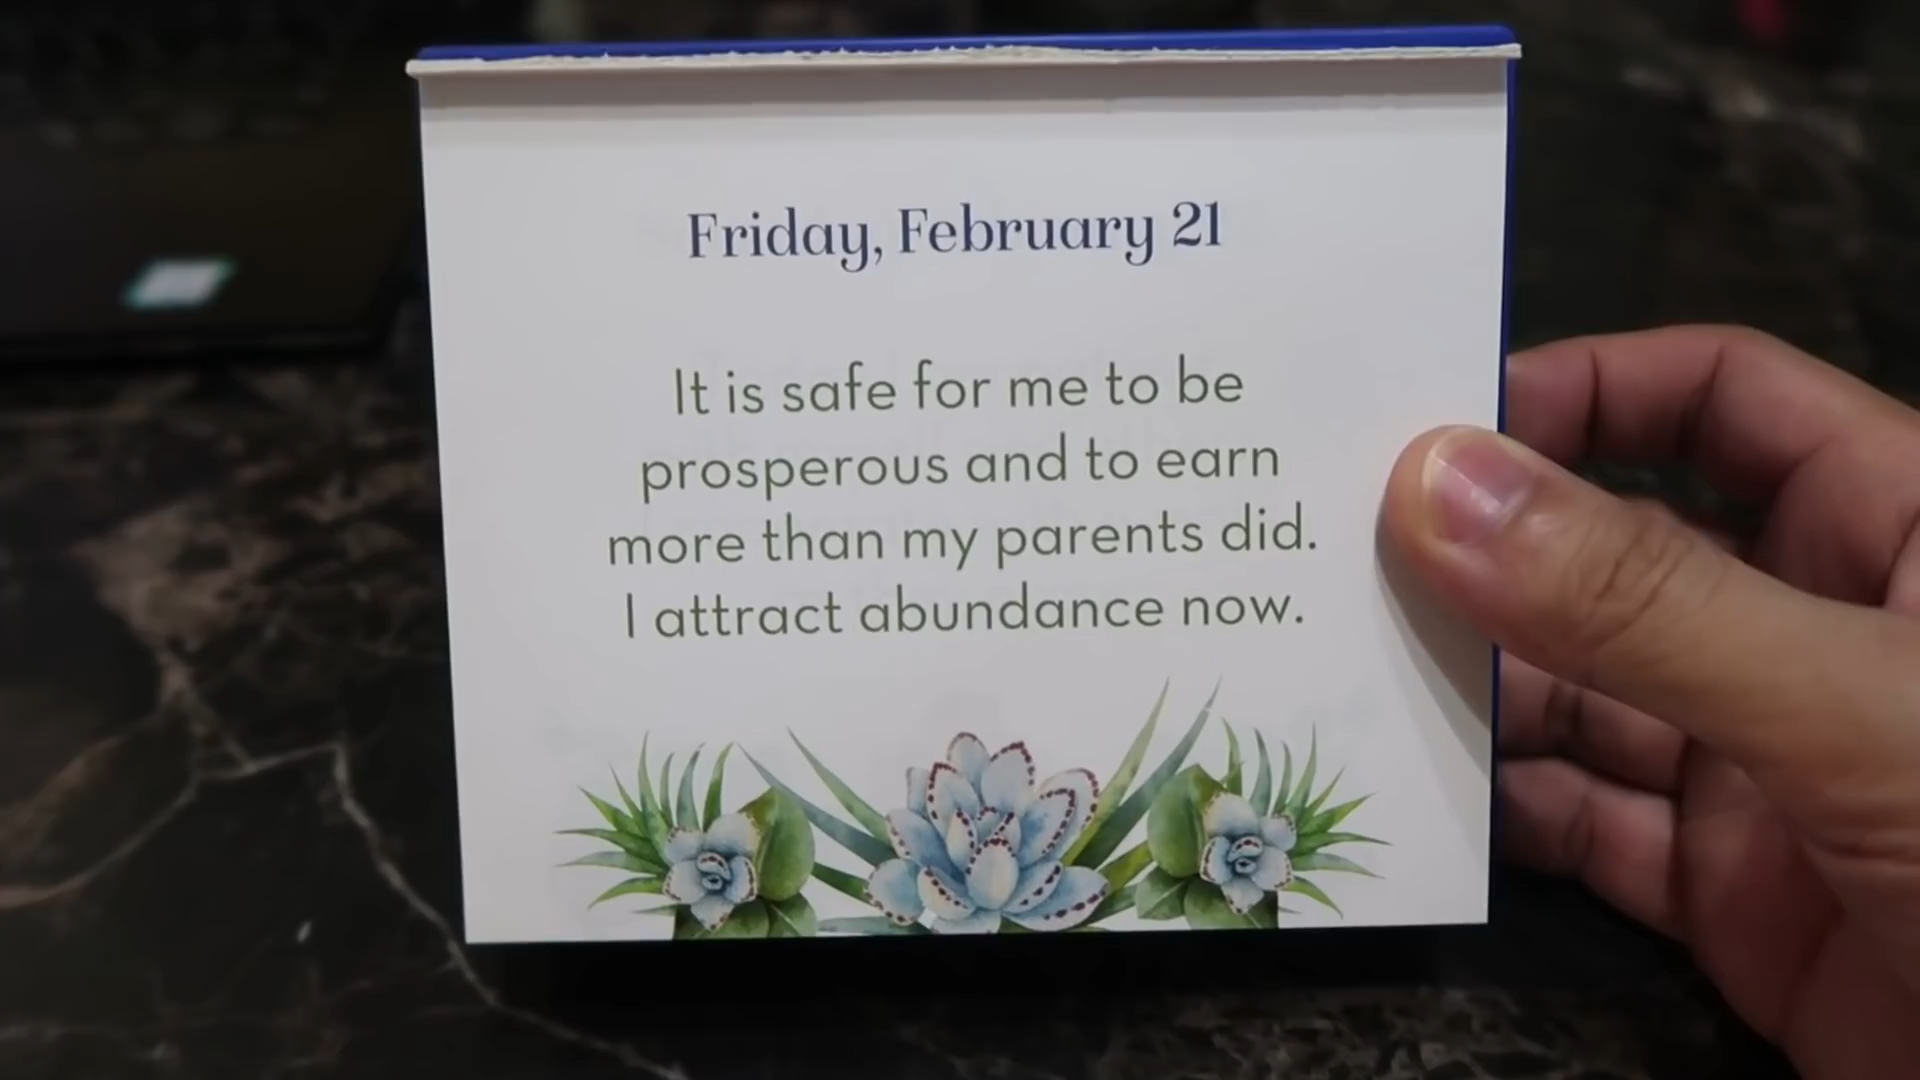 Friday, February 21
It is safe for me to be
prosperous and to earn
more than my parents did.
I attract abundance now.